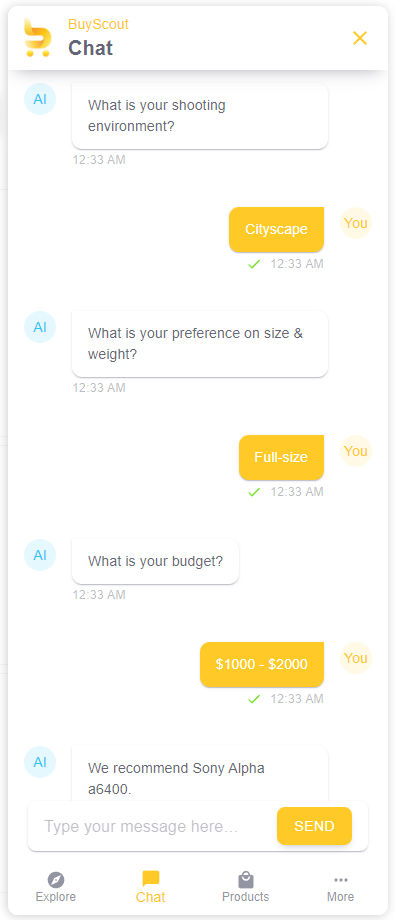 BuyScout
Chat
AI
What is your shooting
environment?
12:33 AM
Cityscape
You
12:33 AM
AI
What is your preference on size &
weight?
12:33 AM
Full-size
You
12:33 AM
AI
What is your budget?
12:33 AM
$1000 - $2000
You
12:33 AM
AI
We recommend Sony Alpha
a6400.
Type your message here...
SEND
Explore
Chat
Products
More